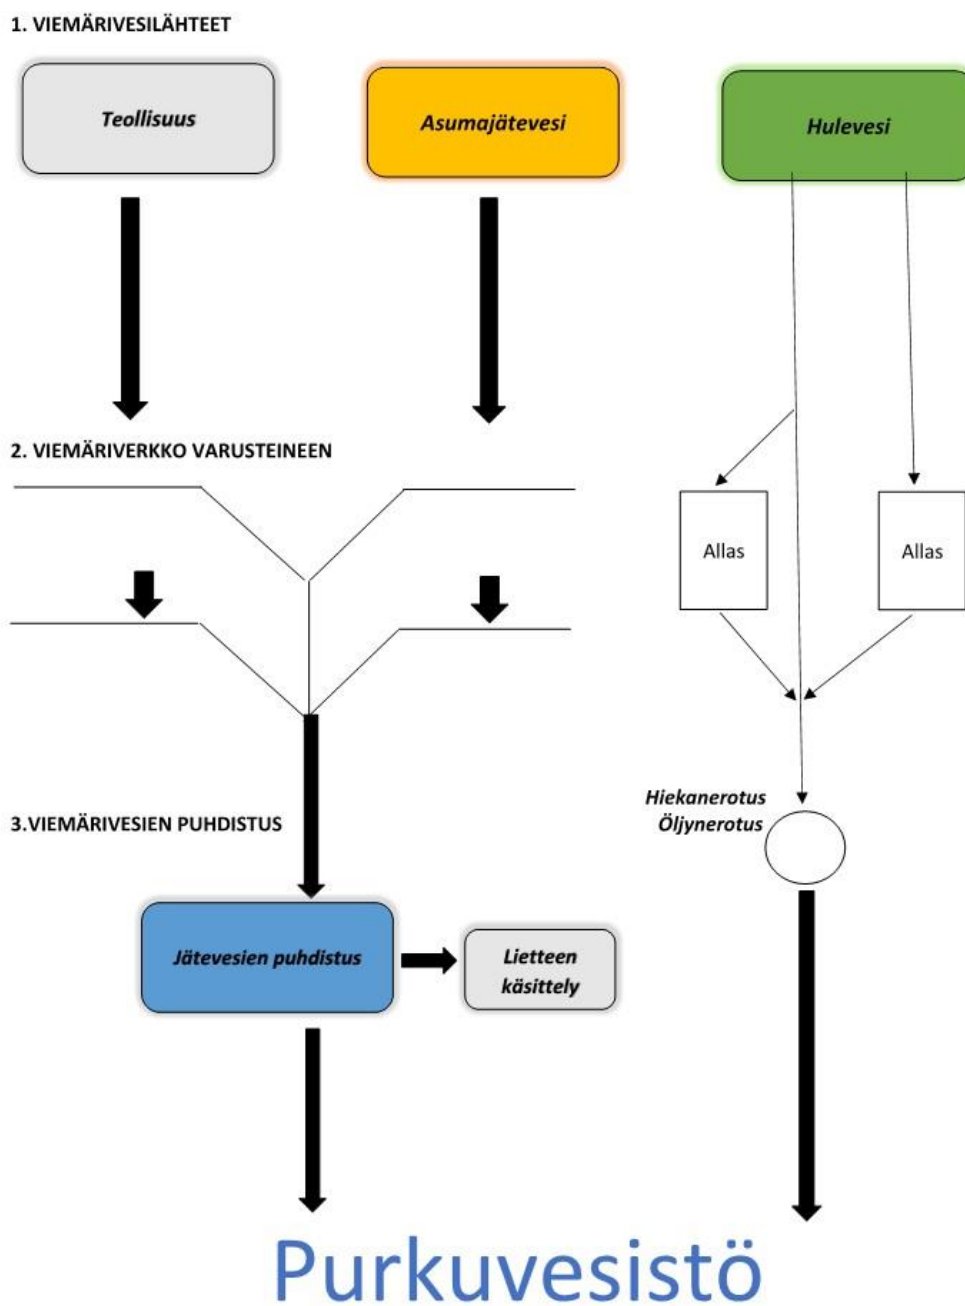 1. VIEMÄRIVESILÄHTEET
Teollisuus
Asumajätevesi
Hulevesi
2. VIEMÄRIVERKKO VARUSTEINEEN
Allas
Allas
Hiekanerotus
Öljynerotus
3.VIEMÄRIVESIEN PUHDISTUS
Jätevesien puhdistus
Lietteen
käsittely
Purkuvesistö